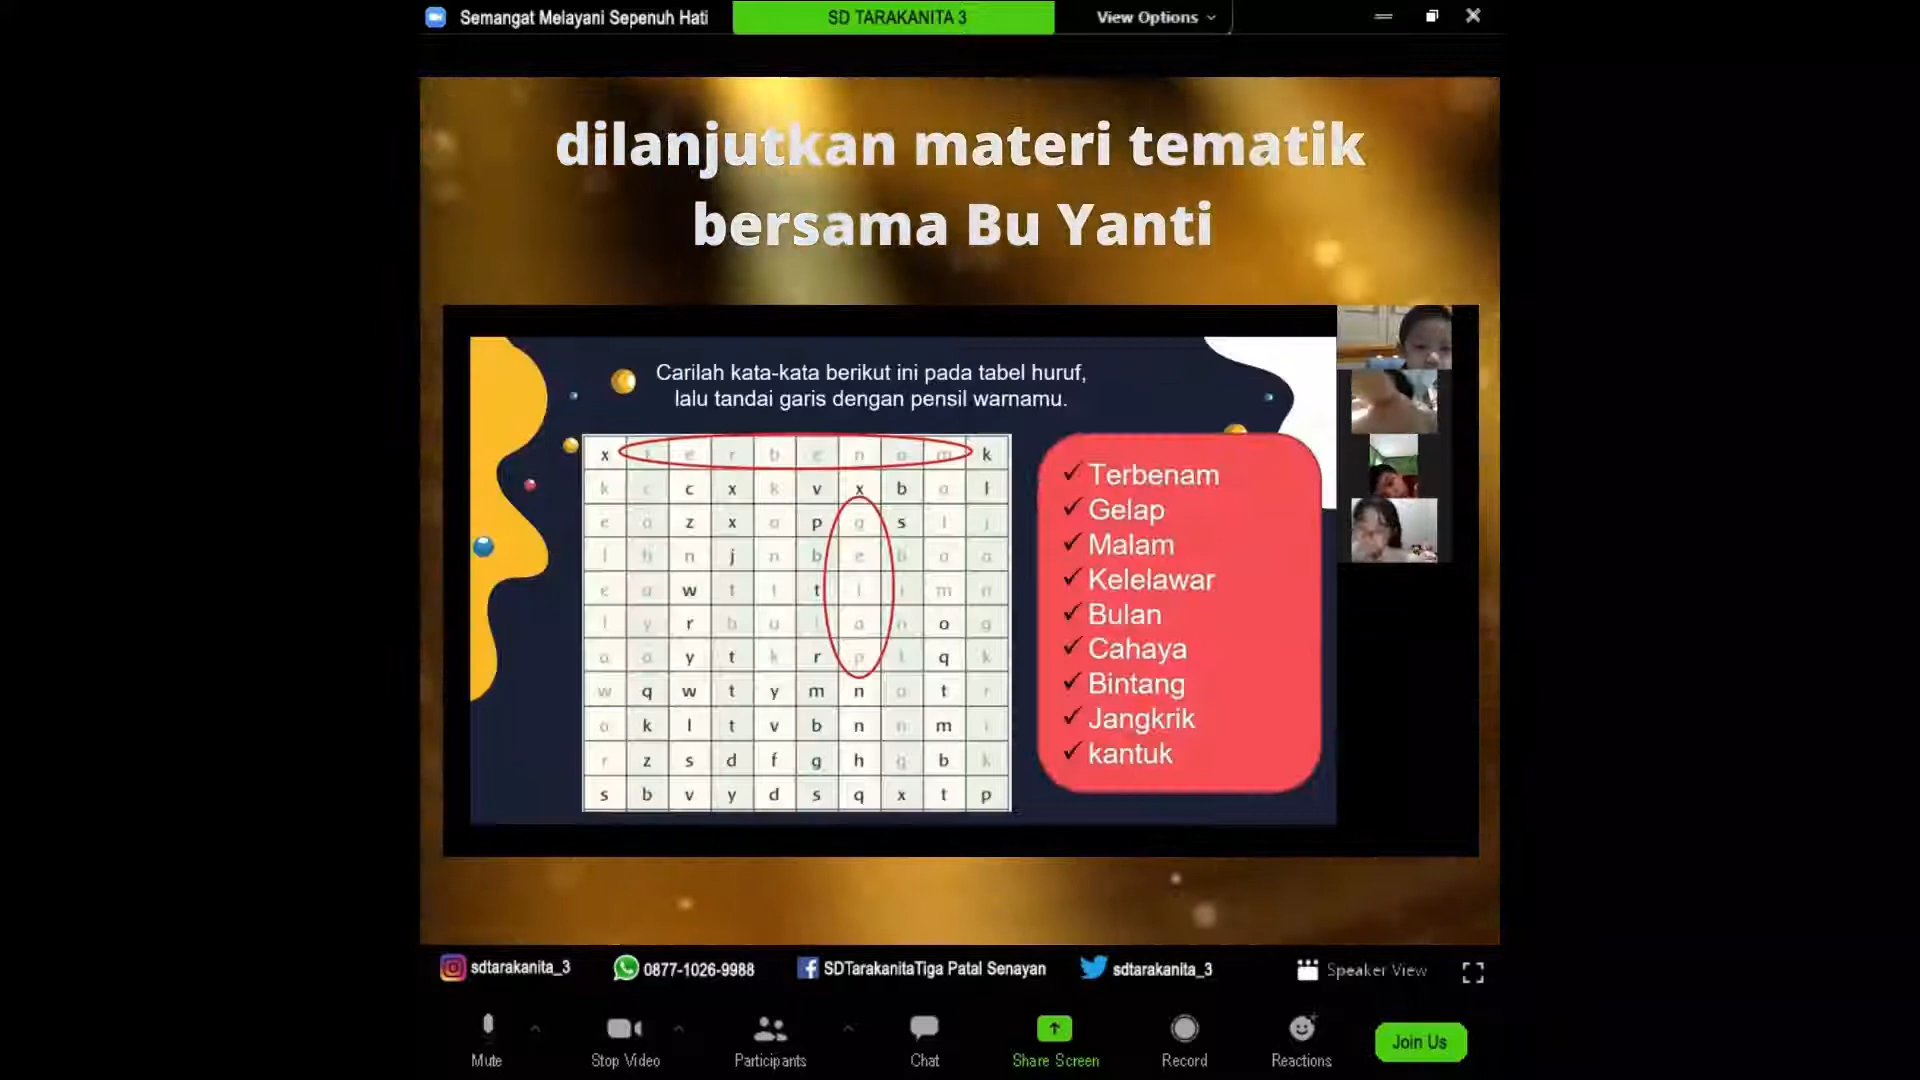 Semangat Melayani Sepenuh Hati
SD TARAKANITA 3
View Options
dilanjutkan materi tematik
bersama Bu Yanti
Carilah kata-kata berikut ini pada tabel huruf,
lalu tandai garis dengan pensil warnamu.
x t e r b e n a m k
k c c x k v x b a l
e a z x a p g s l j
l h n j n b e b a a
e a w t t t l i m n
l y r b u l a n o g
a a y t k r p t q k
w q w t y m n a t r
a k l t v b n n m i
r z s d f g h g b k
s b v y d s q x t p
Terbenam
Gelap
Malam
Kelelawar
Bulan
Cahaya
Bintang
Jangkrik
kantuk
sdtarakanita_3
0877-1026-9988
SDTarakanitaTiga Patal Senayan
sdtarakanita_3
Speaker View
Mute
Stop Video
Participants
Chat
Share Screen
Record
Reactions
Join Us